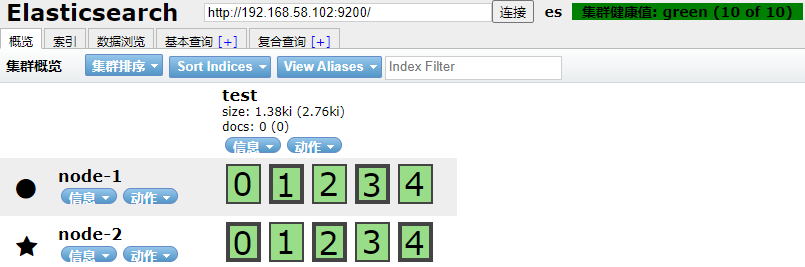 Elasticsearch http://192.168.58.102:9200/ 连接 es 集群健康值: green (10 of 10)
概览 索引 数据浏览 基本查询 [+] 复合查询 [+]
集群概览 集群排序 Sort Indices View Aliases Index Filter
test
size: 1.38ki (2.76ki)
docs: 0 (0)
信息 动作
node-1 0 1 2 3 4
信息 动作
node-2 0 1 2 3 4
信息 动作